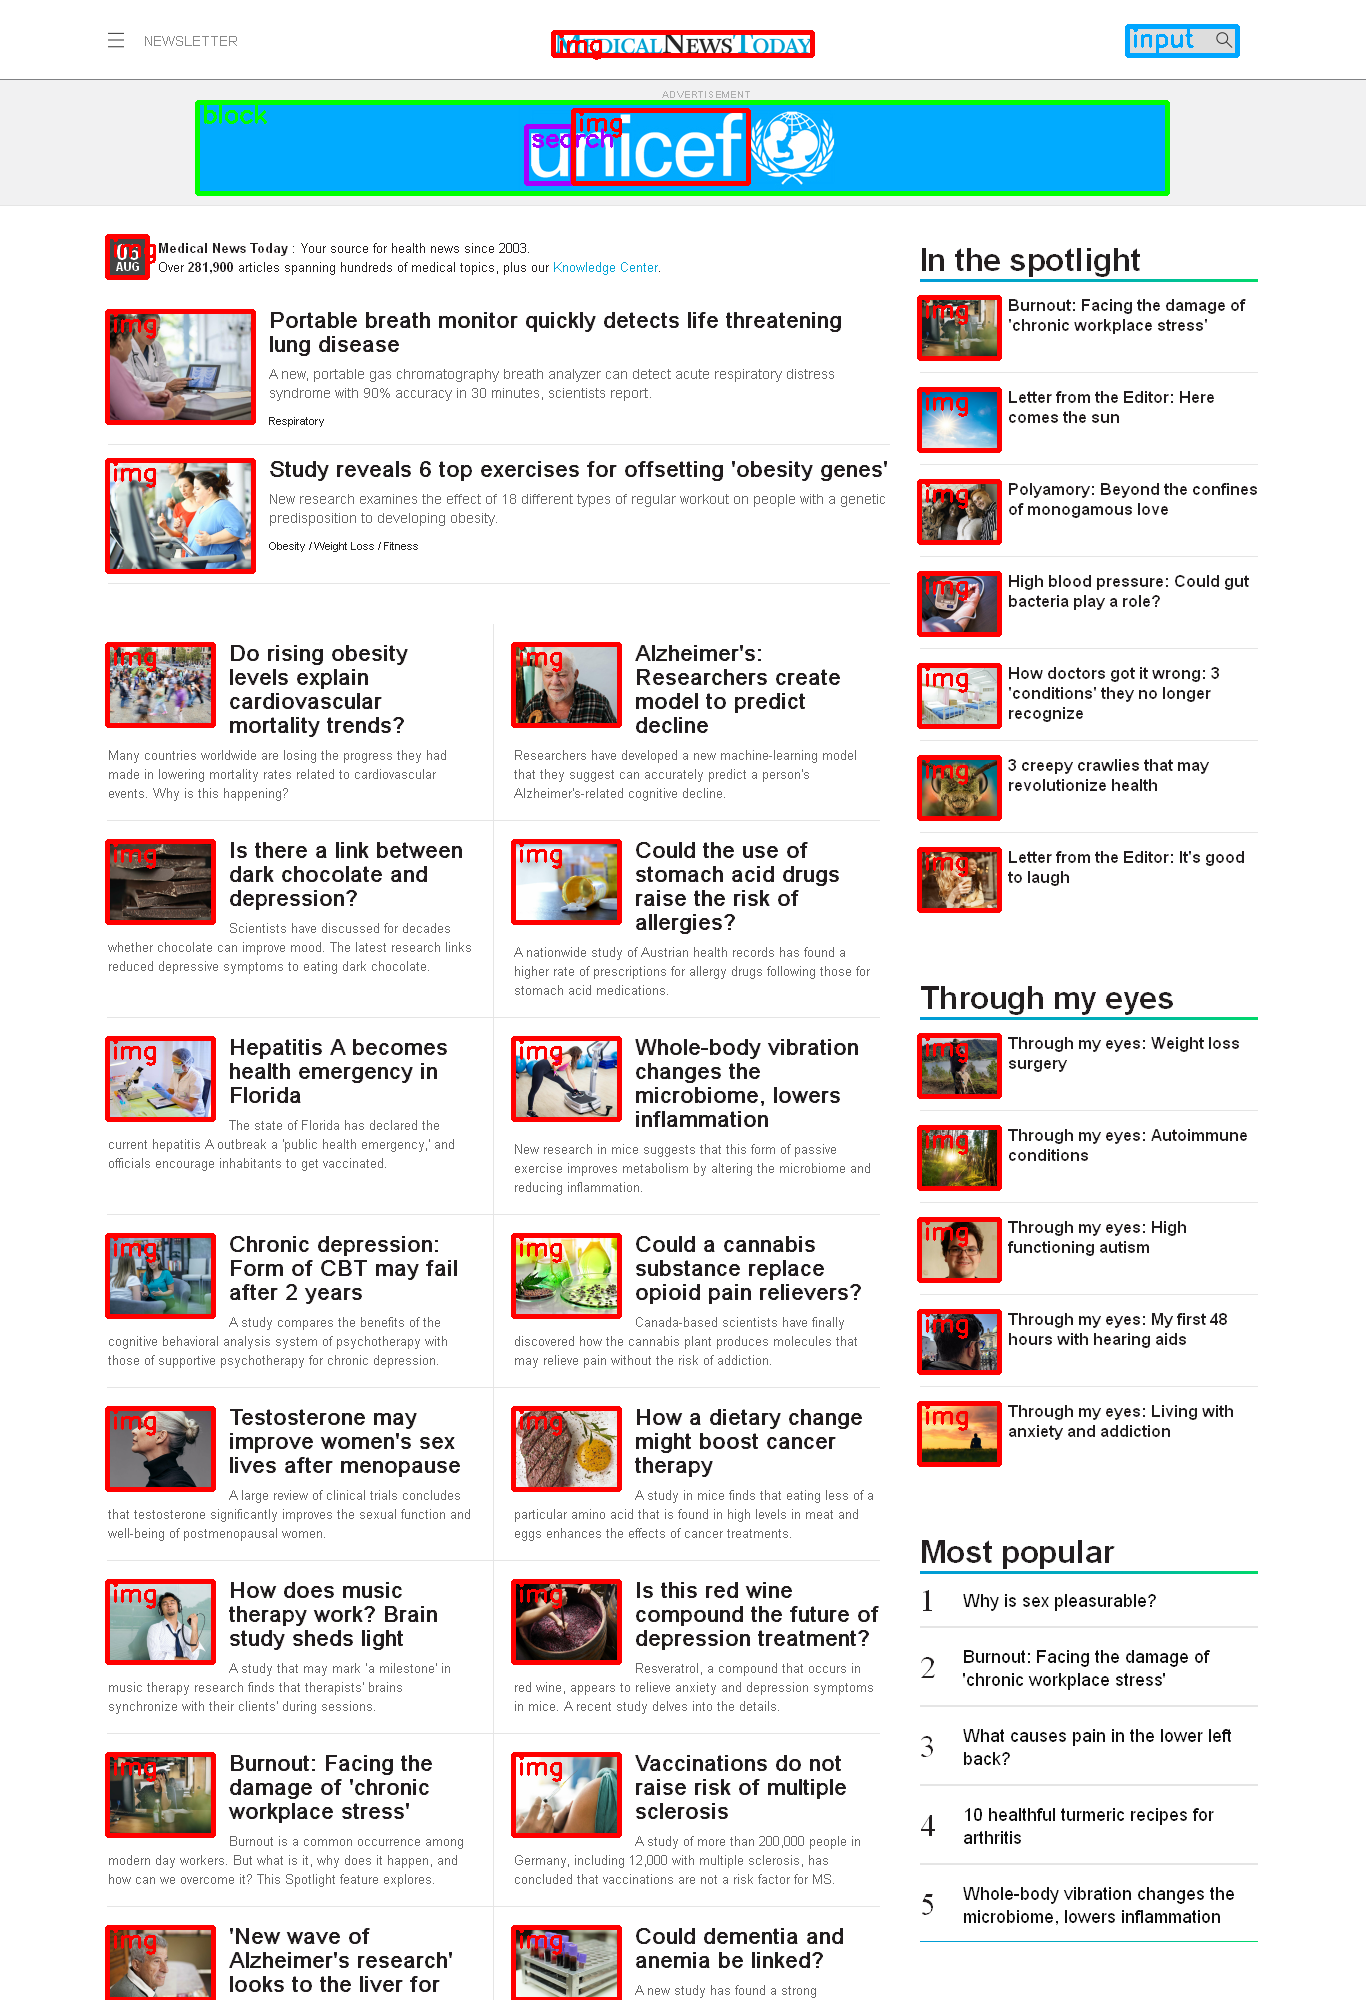 NEWSLETTER
MEDICALNEWSTODAY
img
input
ADVERTISEMENT
block
unicef
img
search
03
AUG
img
Medical News Today : Your source for health news since 2003.
Over 281,900 articles spanning hundreds of medical topics, plus our Knowledge Center.
img
Portable breath monitor quickly detects life threatening
lung disease
A new, portable gas chromatography breath analyzer can detect acute respiratory distress
syndrome with 90% accuracy in 30 minutes, scientists report.
Respiratory
img
Study reveals 6 top exercises for offsetting 'obesity genes'
New research examines the effect of 18 different types of regular workout on people with a genetic
predisposition to developing obesity.
Obesity / Weight Loss / Fitness
img
Do rising obesity
levels explain
cardiovascular
mortality trends?
Many countries worldwide are losing the progress they had
made in lowering mortality rates related to cardiovascular
events. Why is this happening?
img
Alzheimer's:
Researchers create
model to predict
decline
Researchers have developed a new machine-learning model
that they suggest can accurately predict a person's
Alzheimer's-related cognitive decline.
img
Is there a link between
dark chocolate and
depression?
Scientists have discussed for decades
whether chocolate can improve mood. The latest research links
reduced depressive symptoms to eating dark chocolate.
img
Could the use of
stomach acid drugs
raise the risk of
allergies?
A nationwide study of Austrian health records has found a
higher rate of prescriptions for allergy drugs following those for
stomach acid medications.
img
Hepatitis A becomes
health emergency in
Florida
The state of Florida has declared the
current hepatitis A outbreak a 'public health emergency,' and
officials encourage inhabitants to get vaccinated.
img
Whole-body vibration
changes the
microbiome, lowers
inflammation
New research in mice suggests that this form of passive
exercise improves metabolism by altering the microbiome and
reducing inflammation.
img
Chronic depression:
Form of CBT may fail
after 2 years
A study compares the benefits of the
cognitive behavioral analysis system of psychotherapy with
those of supportive psychotherapy for chronic depression.
img
Could a cannabis
substance replace
opioid pain relievers?
Canada-based scientists have finally
discovered how the cannabis plant produces molecules that
may relieve pain without the risk of addiction.
img
Testosterone may
improve women's sex
lives after menopause
A large review of clinical trials concludes
that testosterone significantly improves the sexual function and
well-being of postmenopausal women.
img
How a dietary change
might boost cancer
therapy
A study in mice finds that eating less of a
particular amino acid that is found in high levels in meat and
eggs enhances the effects of cancer treatments.
img
How does music
therapy work? Brain
study sheds light
A study that may mark 'a milestone' in
music therapy research finds that therapists' brains
synchronize with their clients' during sessions.
img
Is this red wine
compound the future of
depression treatment?
Resveratrol, a compound that occurs in
red wine, appears to relieve anxiety and depression symptoms
in mice. A recent study delves into the details.
img
Burnout: Facing the
damage of 'chronic
workplace stress'
Burnout is a common occurrence among
modern day workers. But what is it, why does it happen, and
how can we overcome it? This Spotlight feature explores.
img
Vaccinations do not
raise risk of multiple
sclerosis
A study of more than 200,000 people in
Germany, including 12,000 with multiple sclerosis, has
concluded that vaccinations are not a risk factor for MS.
img
'New wave of
Alzheimer's research'
looks to the liver for
img
Could dementia and
anemia be linked?
A new study has found a strong
In the spotlight
img
Burnout: Facing the damage of
'chronic workplace stress'
img
Letter from the Editor: Here
comes the sun
img
Polyamory: Beyond the confines
of monogamous love
img
High blood pressure: Could gut
bacteria play a role?
img
How doctors got it wrong: 3
'conditions' they no longer
recognize
img
3 creepy crawlies that may
revolutionize health
img
Letter from the Editor: It's good
to laugh
Through my eyes
img
Through my eyes: Weight loss
surgery
img
Through my eyes: Autoimmune
conditions
img
Through my eyes: High
functioning autism
img
Through my eyes: My first 48
hours with hearing aids
img
Through my eyes: Living with
anxiety and addiction
Most popular
1 Why is sex pleasurable?
2 Burnout: Facing the damage of
'chronic workplace stress'
3 What causes pain in the lower left
back?
4 10 healthful turmeric recipes for
arthritis
5 Whole-body vibration changes the
microbiome, lowers inflammation